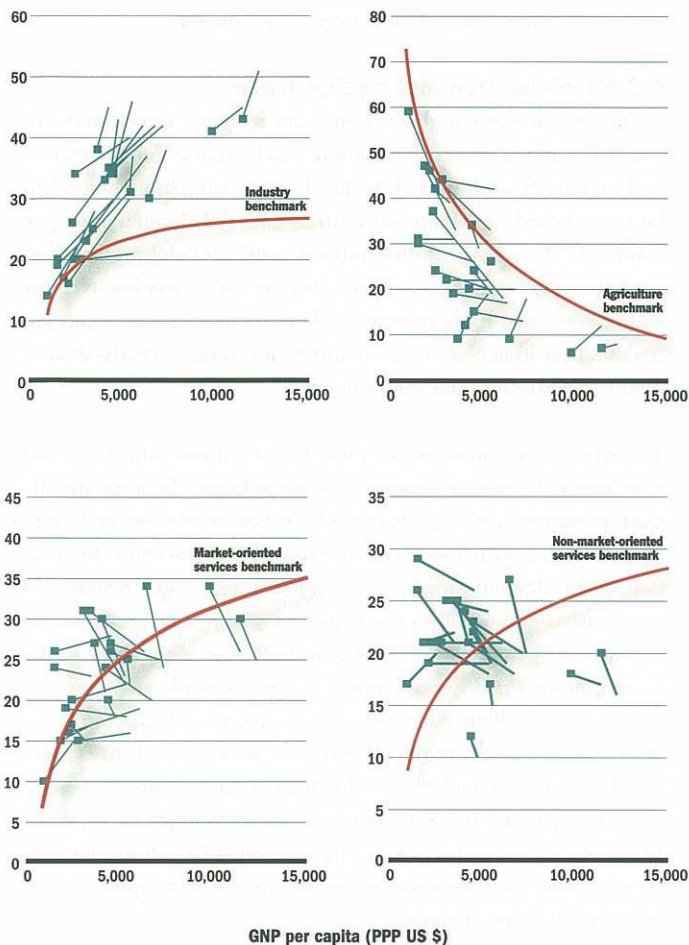 60
50
40
30
20
10
0
Industry
benchmark
0 5,000 10,000 15,000
80
70
60
50
40
30
20
10
0
Agriculture
benchmark
0 5,000 10,000 15,000
45
40
35
30
25
20
15
10
5
0
Market-oriented
services benchmark
0 5,000 10,000 15,000
35
30
25
20
15
10
5
0
Non-market-oriented
services benchmark
0 5,000 10,000 15,000
GNP per capita (PPP US $)